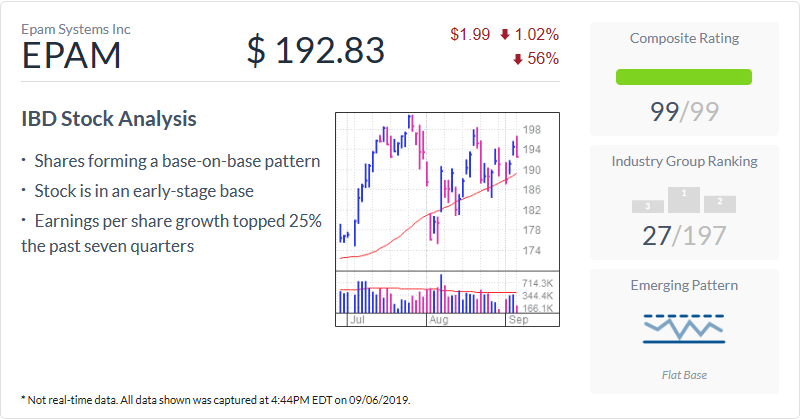 Epam Systems Inc
EPAM
$ 192.83
$1.99 1.02%
56%
IBD Stock Analysis
· Shares forming a base-on-base pattern
· Stock is in an early-stage base
· Earnings per share growth topped 25%
the past seven quarters
198
194
190
186
182
178
174
714.3K
344.4K
166.1K
Jul Aug Sep
Composite Rating
99/99
Industry Group Ranking
3 1 2
27/197
Emerging Pattern
Flat Base
* Not real-time data. All data shown was captured at 4:44PM EDT on 09/06/2019.